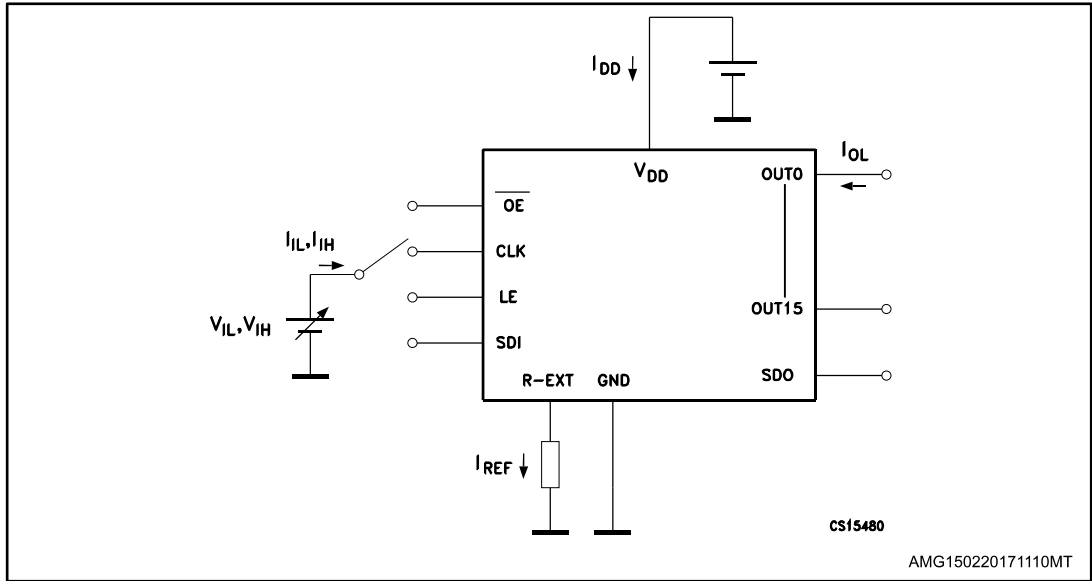 I_DD
V_DD
I_OL
OUT0
OE
I_IL, I_IH
CLK
LE
V_IL, V_IH
SDI
OUT15
R-EXT GND
SDO
I_REF
CS15480
AMG150220171110MT